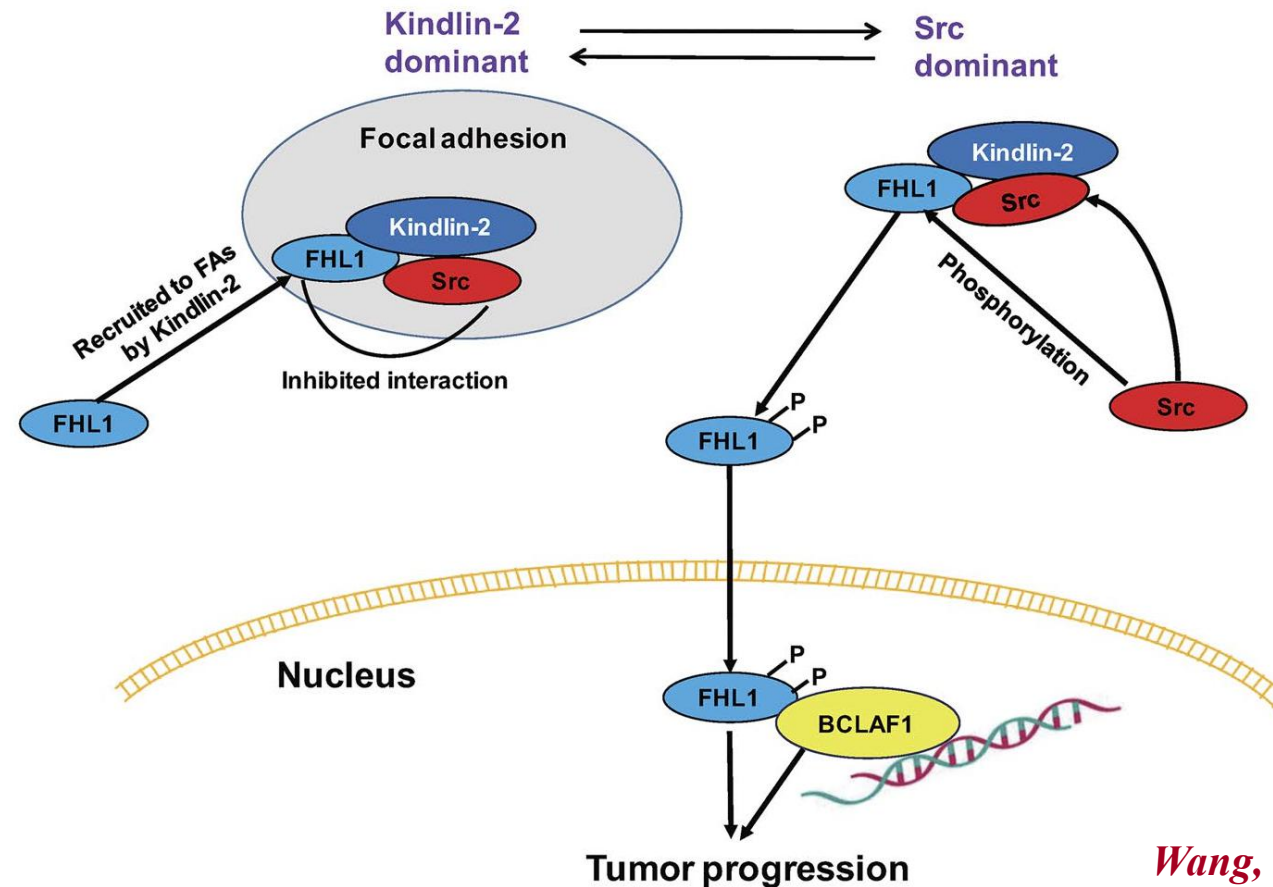 Kindlin-2
dominant
Src
dominant
Focal adhesion
Kindlin-2
FHL1
Src
Recruited to FAs
by Kindlin-2
Inhibited interaction
FHL1
Kindlin-2
FHL1
Src
Phosphorylation
Src
FHL1
P
P
Nucleus
FHL1
P
P
BCLAF1
Tumor progression
Wang,